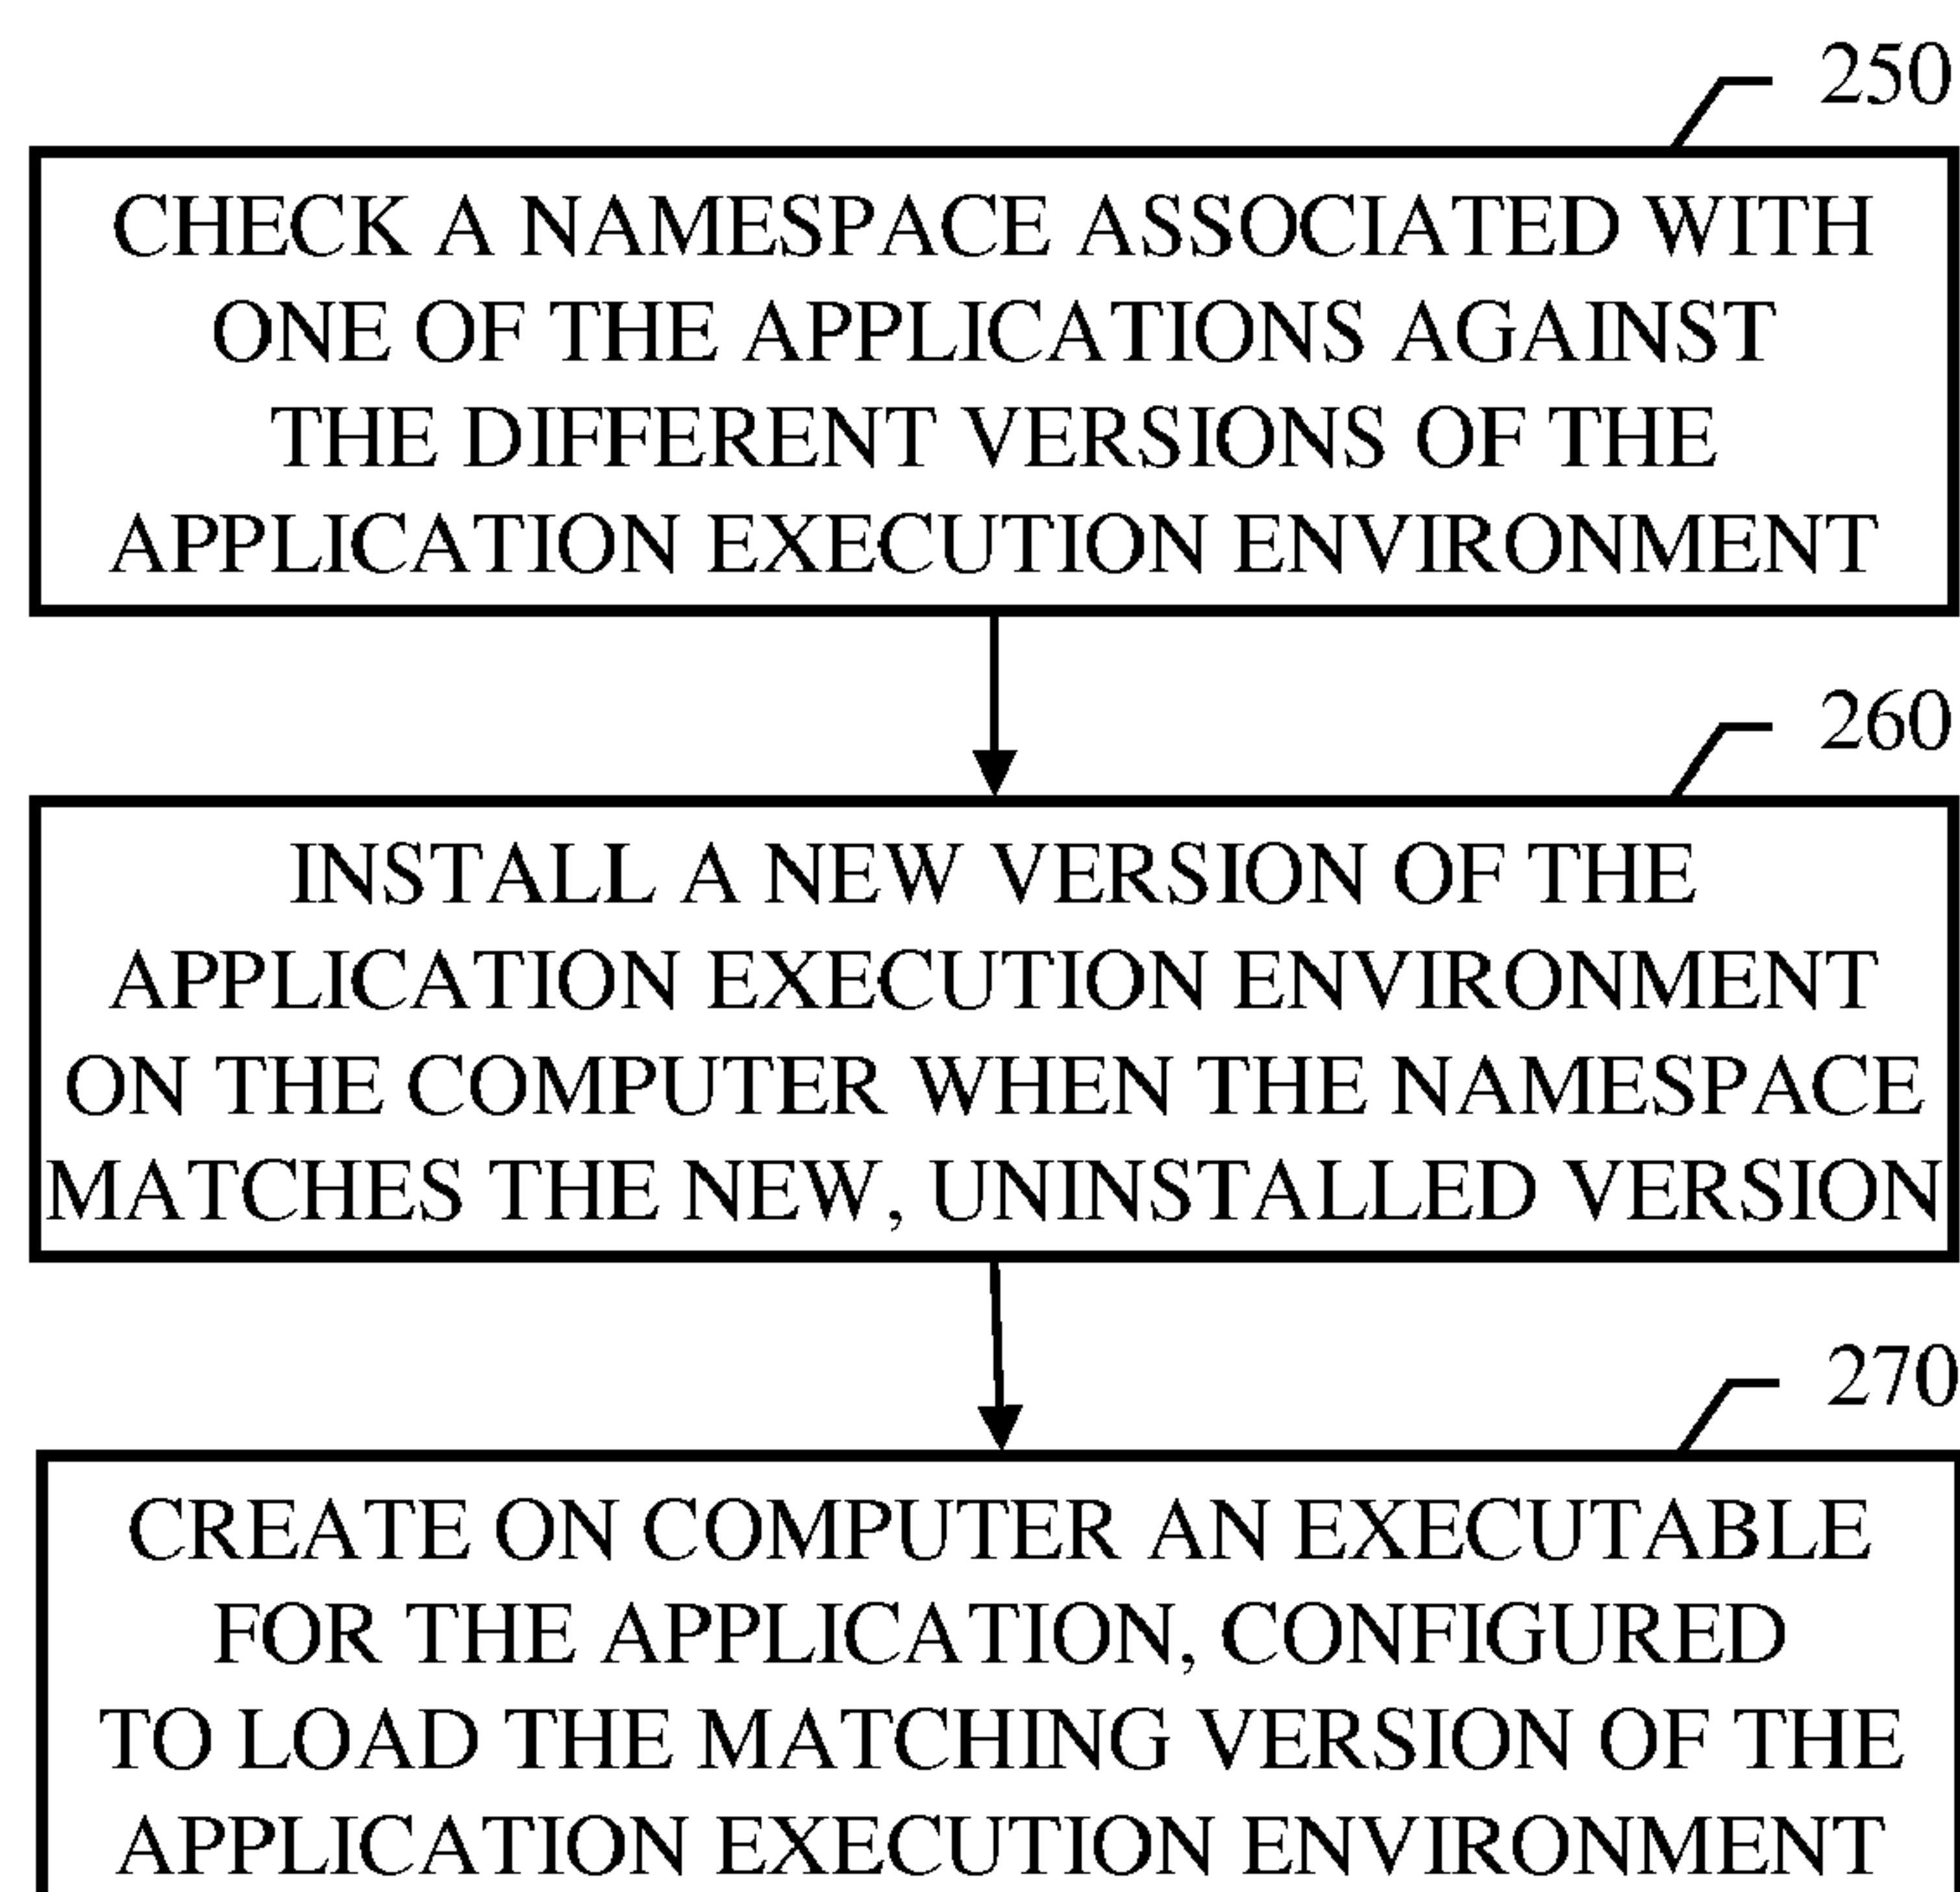 250
CHECK A NAMESPACE ASSOCIATED WITH
ONE OF THE APPLICATIONS AGAINST
THE DIFFERENT VERSIONS OF THE
APPLICATION EXECUTION ENVIRONMENT
260
INSTALL A NEW VERSION OF THE
APPLICATION EXECUTION ENVIRONMENT
ON THE COMPUTER WHEN THE NAMESPACE
MATCHES THE NEW, UNINSTALLED VERSION
270
CREATE ON COMPUTER AN EXECUTABLE
FOR THE APPLICATION, CONFIGURED
TO LOAD THE MATCHING VERSION OF THE
APPLICATION EXECUTION ENVIRONMENT